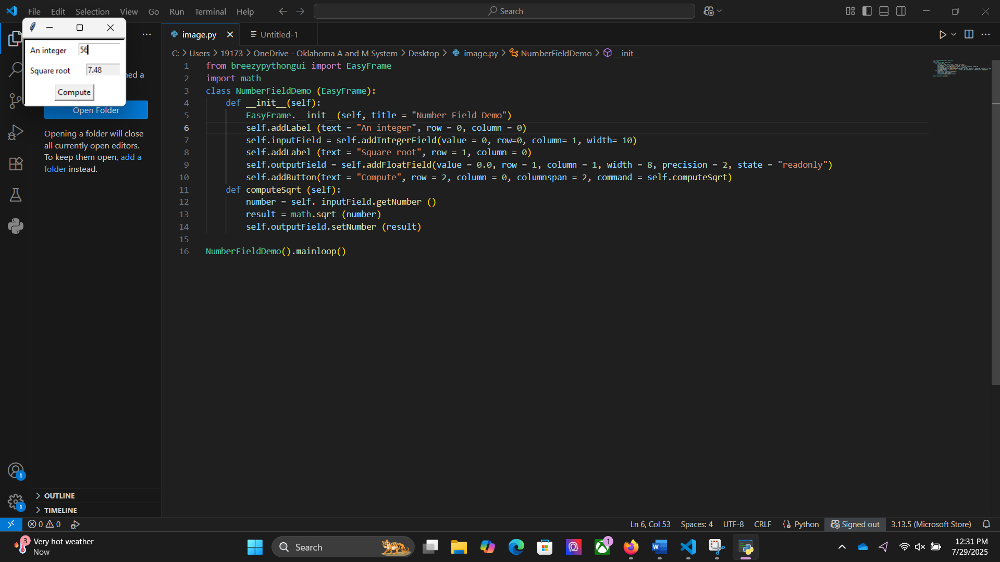 File Edit Selection View Go Run Terminal Help
Search
An integer 56
Square root 7.48
Compute
ned a
Open Folder
Opening a folder will close
all currently open editors.
To keep them open, add a
folder instead.
image.py
Untitled-1
C: > Users > 19173 > OneDrive - Oklahoma A and M System > Desktop > image.py > NumberFieldDemo > __init__
1 from breezypythongui import EasyFrame
2 import math
3 class NumberFieldDemo (EasyFrame):
4 def __init__(self):
5 EasyFrame.__init__(self, title = "Number Field Demo")
6 self.addLabel (text = "An integer", row = 0, column = 0)
7 self.inputField = self.addIntegerField(value = 0, row=0, column= 1, width= 10)
8 self.addLabel (text = "Square root", row = 1, column = 0)
9 self.outputField = self.addFloatField(value = 0.0, row = 1, column = 1, width = 8, precision = 2, state = "readonly")
10 self.addButton(text = "Compute", row = 2, column = 0, columnspan = 2, command = self.computeSqrt)
11 def computeSqrt (self):
12 number = self. inputField.getNumber ()
13 result = math.sqrt (number)
14 self.outputField.setNumber (result)
15
16 NumberFieldDemo().mainloop()
1
1
OUTLINE
TIMELINE
0 0
Ln 6, Col 53 Spaces: 4 UTF-8 CRLF Python Signed out 3.13.5 (Microsoft Store)
3
Very hot weather
Now
Search
1
12:31 PM
7/29/2025